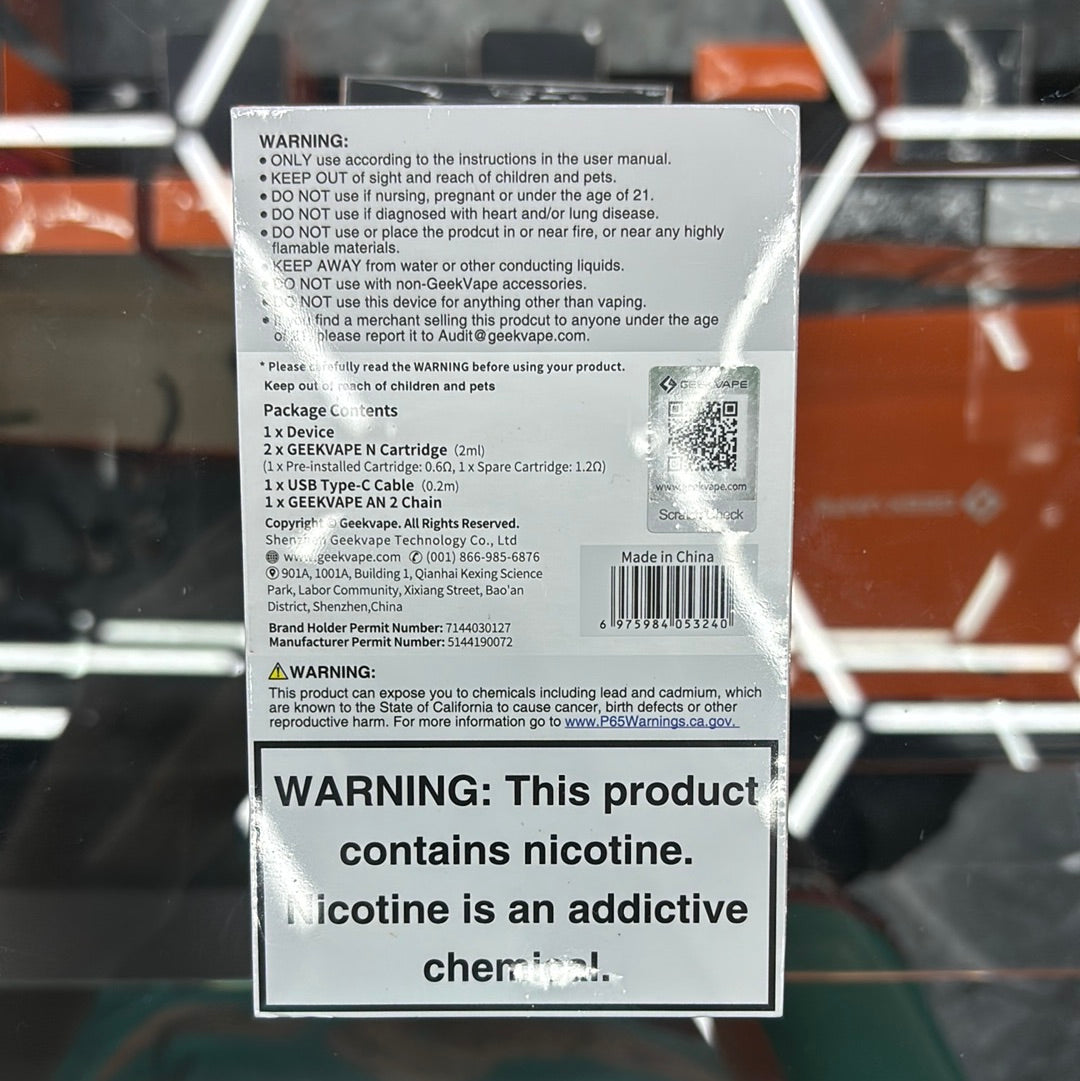 WARNING:
• ONLY use according to the instructions in the user manual.
• KEEP OUT of sight and reach of children and pets.
• DO NOT use if nursing, pregnant or under the age of 21.
• DO NOT use if diagnosed with heart and/or lung disease.
• DO NOT use or place the prodcut in or near fire, or near any highly
flamable materials.
KEEP AWAY from water or other conducting liquids.
DO NOT use with non-GeekVape accessories.
• DO NOT use this device for anything other than vaping.
• If you find a merchant selling this prodcut to anyone under the age
please report it to Audit@geekvape.com.
* Please carefully read the WARNING before using your product.
Keep out of reach of children and pets
Package Contents
1 x Device
2 x GEEKVAPE N Cartridge (2ml)
(1 x Pre-installed Cartridge: 0.6Ω, 1 x Spare Cartridge: 1.2Ω)
1 x USB Type-C Cable (0.2m)
1 x GEEKVAPE AN 2 Chain
Copyright © Geekvape. All Rights Reserved.
Shenzhen Geekvape Technology Co., Ltd
www.geekvape.com (001) 866-985-6876
901A, 1001A, Building 1, Qianhai Kexing Science
Park, Labor Community, Xixiang Street, Bao'an
District, Shenzhen,China
Brand Holder Permit Number: 7144030127
Manufacturer Permit Number: 5144190072
GEEKVAPE
www.geekvape.com
Scratch Check
Made in China
6 975984 053240
WARNING:
This product can expose you to chemicals including lead and cadmium, which
are known to the State of California to cause cancer, birth defects or other
reproductive harm. For more information go to www.P65Warnings.ca.gov.
WARNING: This product
contains nicotine.
Nicotine is an addictive
chemical.